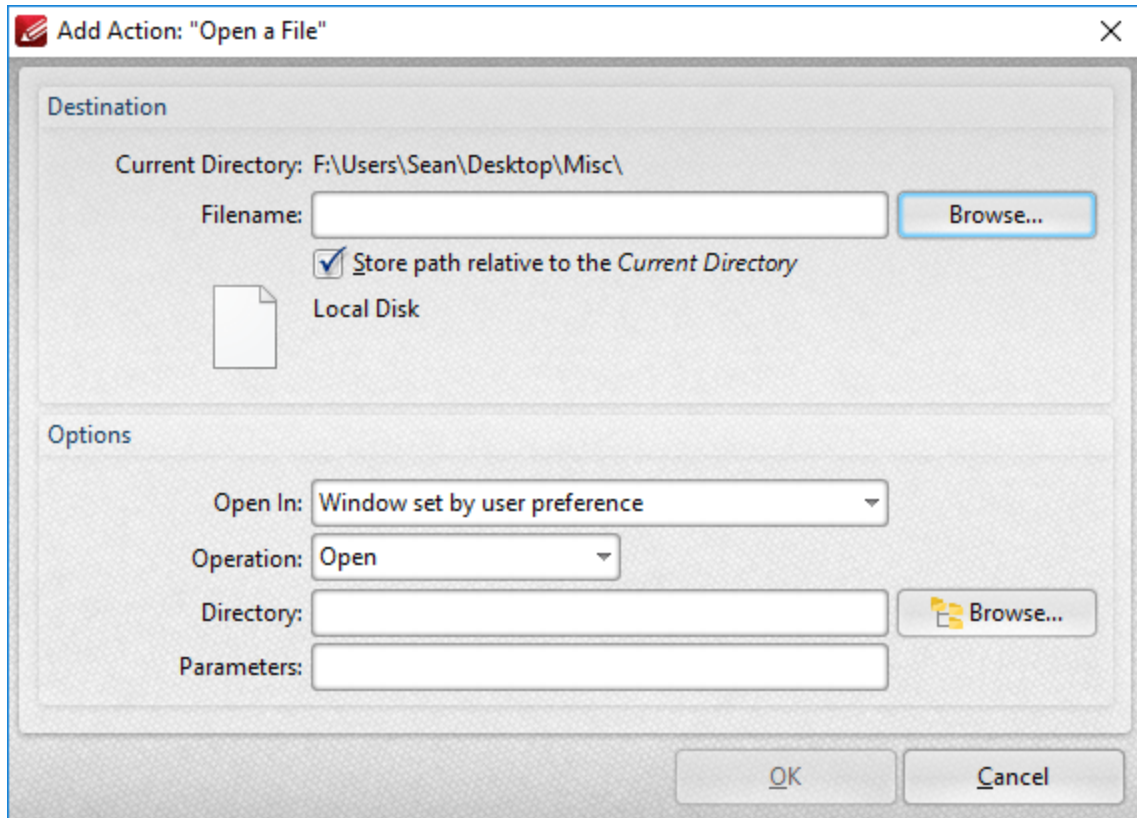 Add Action: "Open a File"
Destination
Current Directory: F:\Users\Sean\Desktop\Misc\
Filename: Browse...
Store path relative to the Current Directory
Local Disk
Options
Open In: Window set by user preference
Operation: Open
Directory: Browse...
Parameters:
OK Cancel